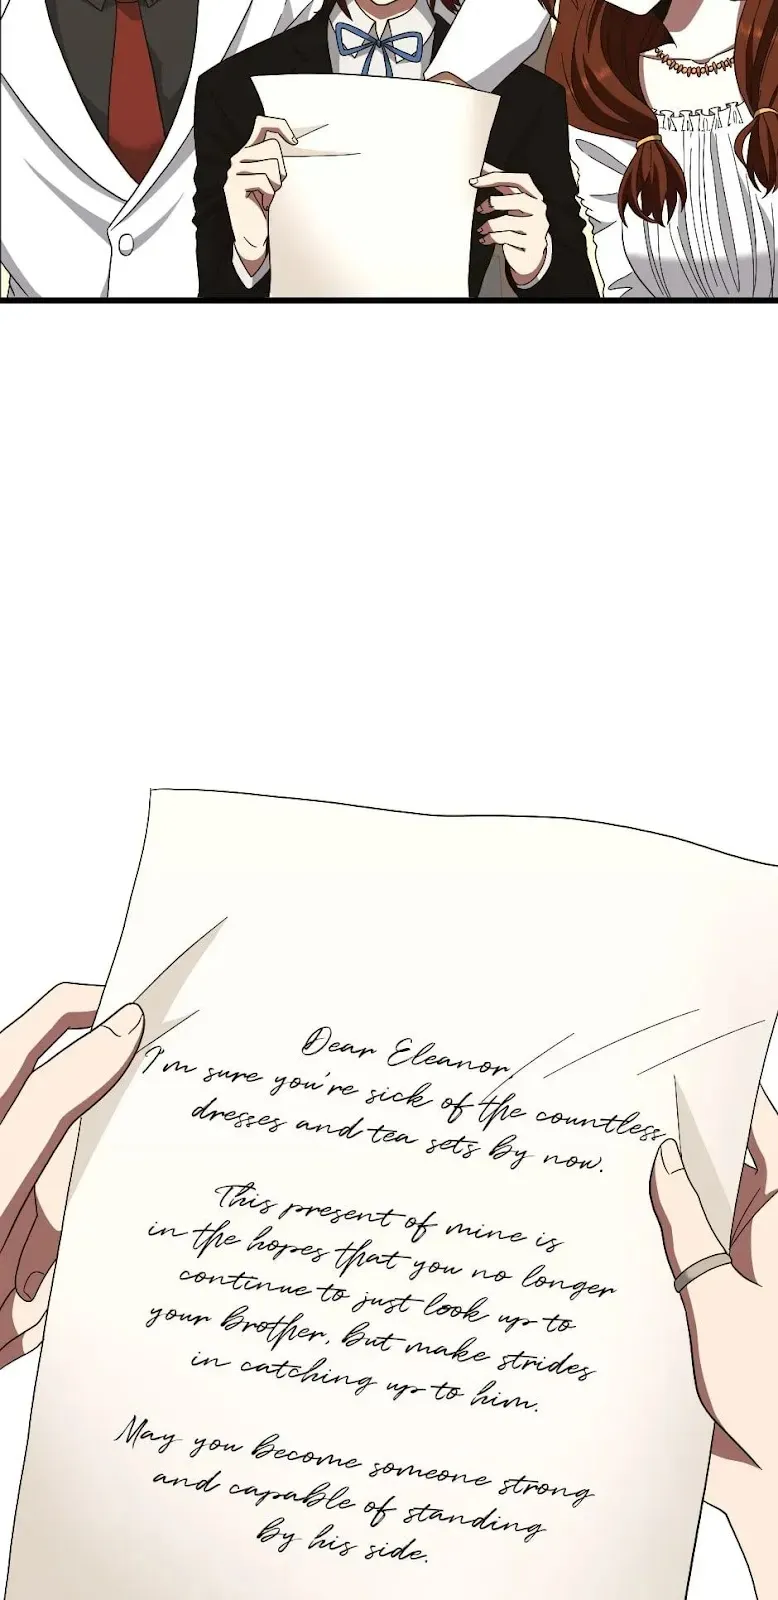 Dear Eleanor,
I'm sure you're sick of the countless
dresses and tea sets by now.
This present of mine is
in the hopes that you no longer
continue to just look up to
your brother, but make strides
in catching up to him.
May you become someone strong
and capable of standing
by his side.